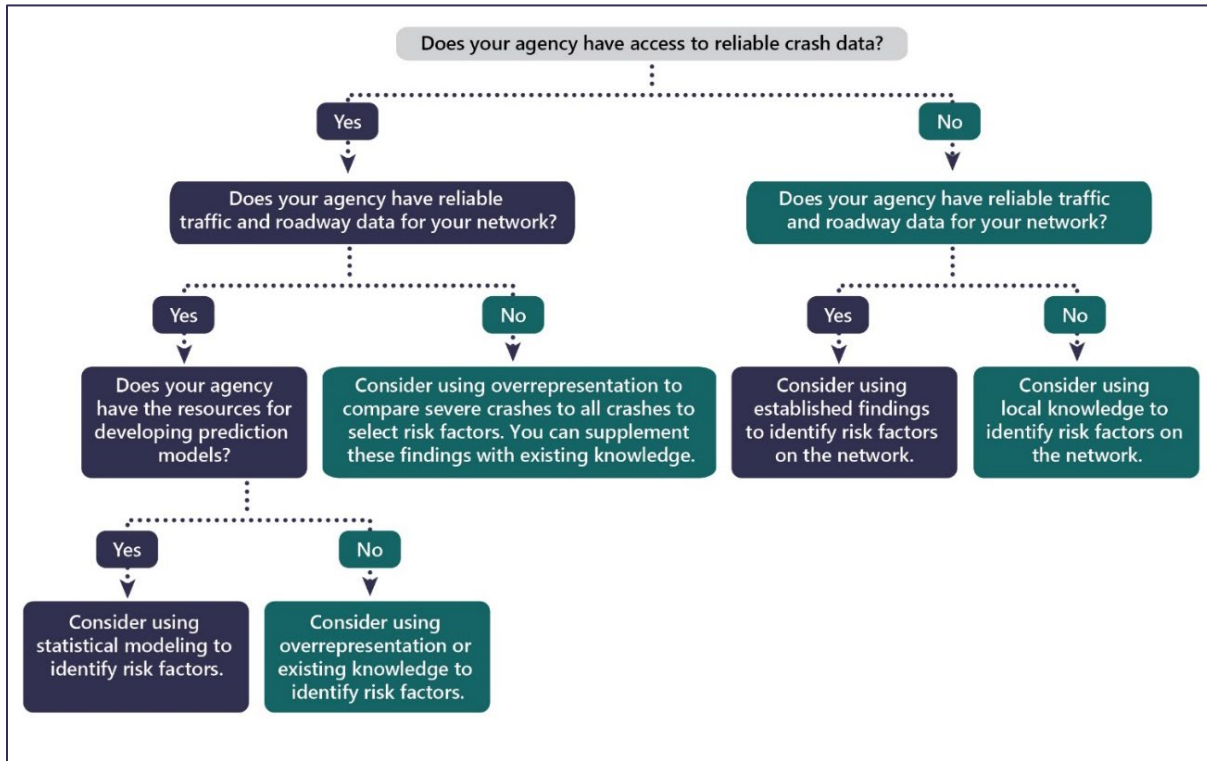 Does your agency have access to reliable crash data?
Yes
No
Does your agency have reliable
traffic and roadway data for your network?
Does your agency have reliable traffic
and roadway data for your network?
Yes
No
Yes
No
Does your agency
have the resources for
developing prediction
models?
Consider using overrepresentation to
compare severe crashes to all crashes to
select risk factors. You can supplement
these findings with existing knowledge.
Consider using
established findings
to identify risk factors
on the network.
Consider using
local knowledge to
identify risk factors on
the network.
Yes
No
Consider using
statistical modeling to
identify risk factors.
Consider using
overrepresentation or
existing knowledge to
identify risk factors.